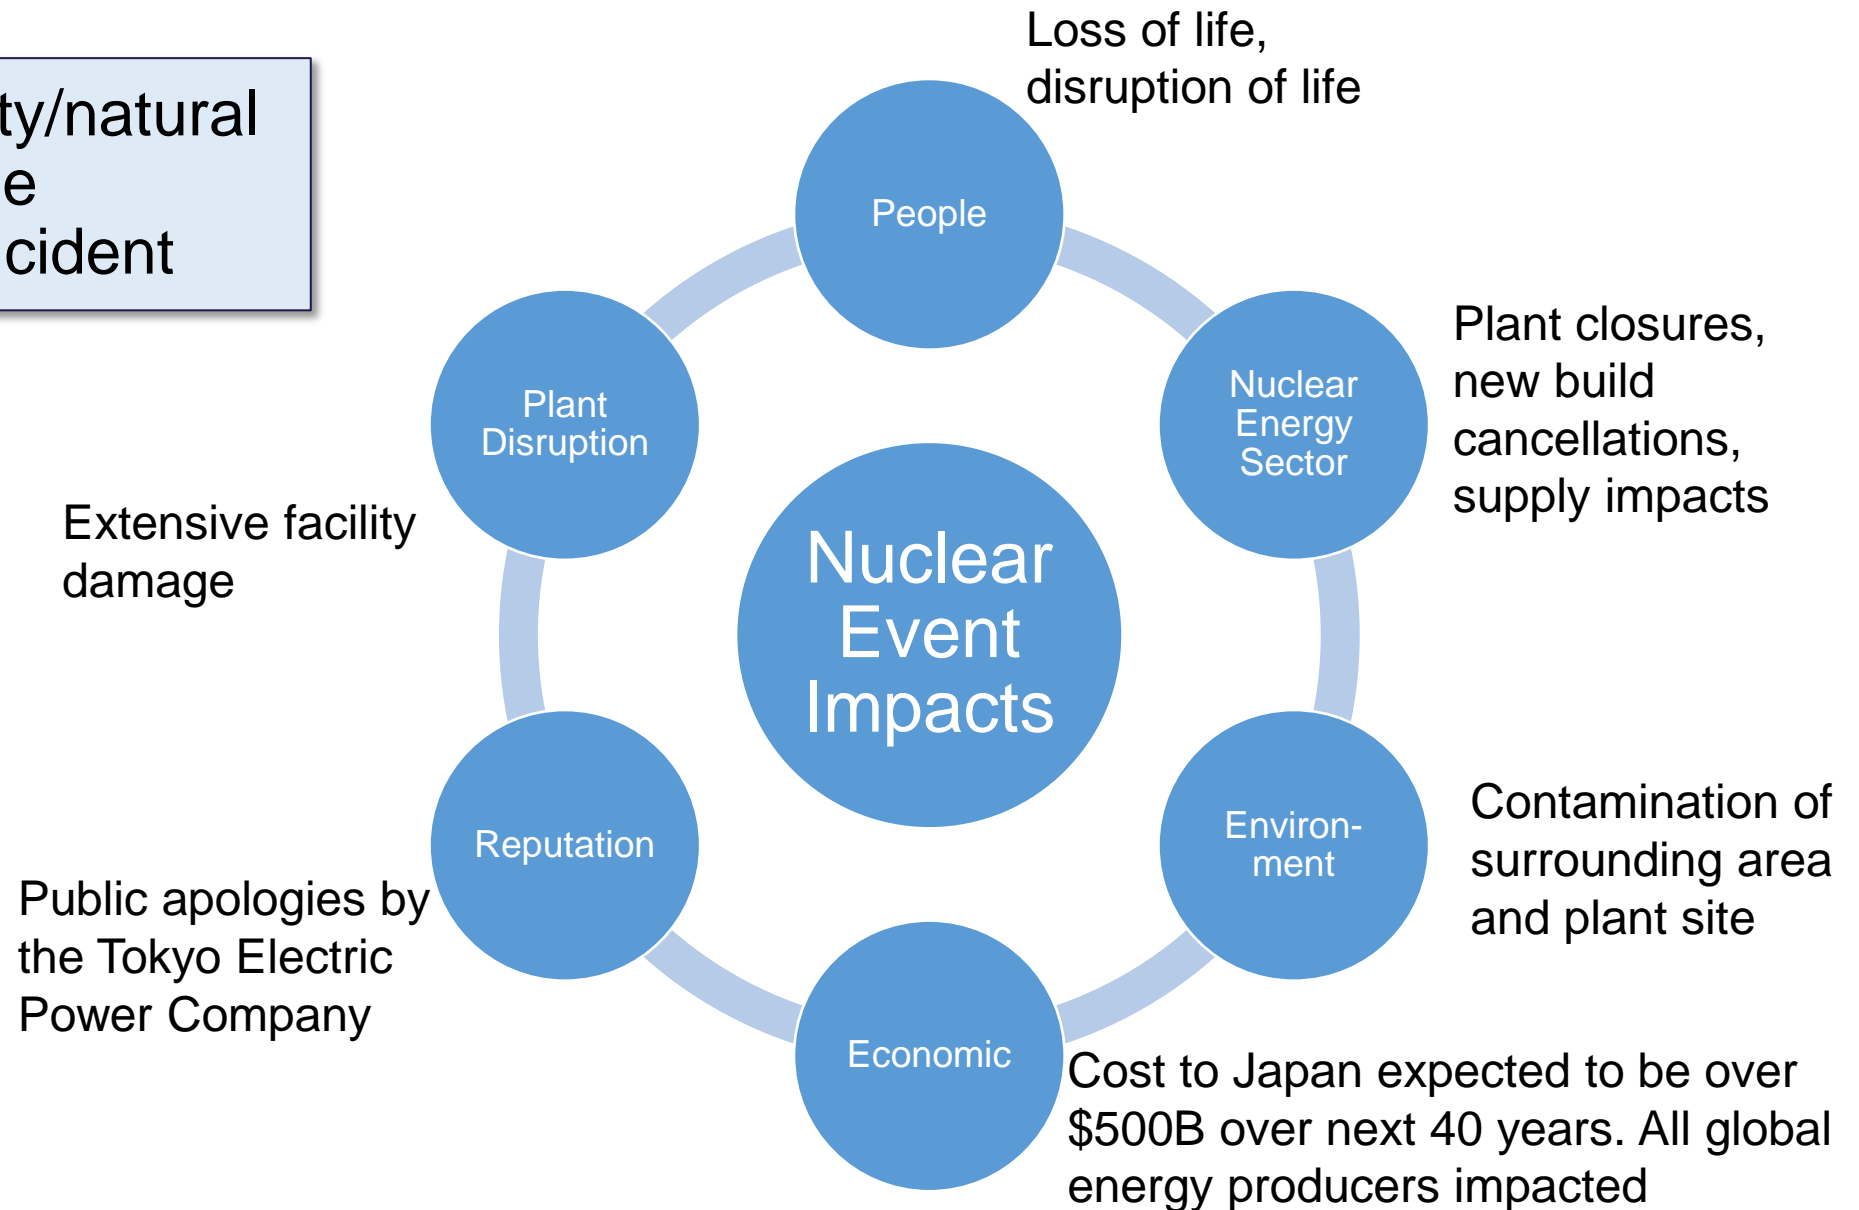 Loss of life,
disruption of life
ty/natural
e
cident
People
Plant closures,
new build
cancellations,
supply impacts
Nuclear
Energy
Sector
Plant
Disruption
Extensive facility
damage
Nuclear
Event
Impacts
Contamination of
surrounding area
and plant site
Environ-
ment
Reputation
Public apologies by
the Tokyo Electric
Power Company
Economic
Cost to Japan expected to be over
$500B over next 40 years. All global
energy producers impacted